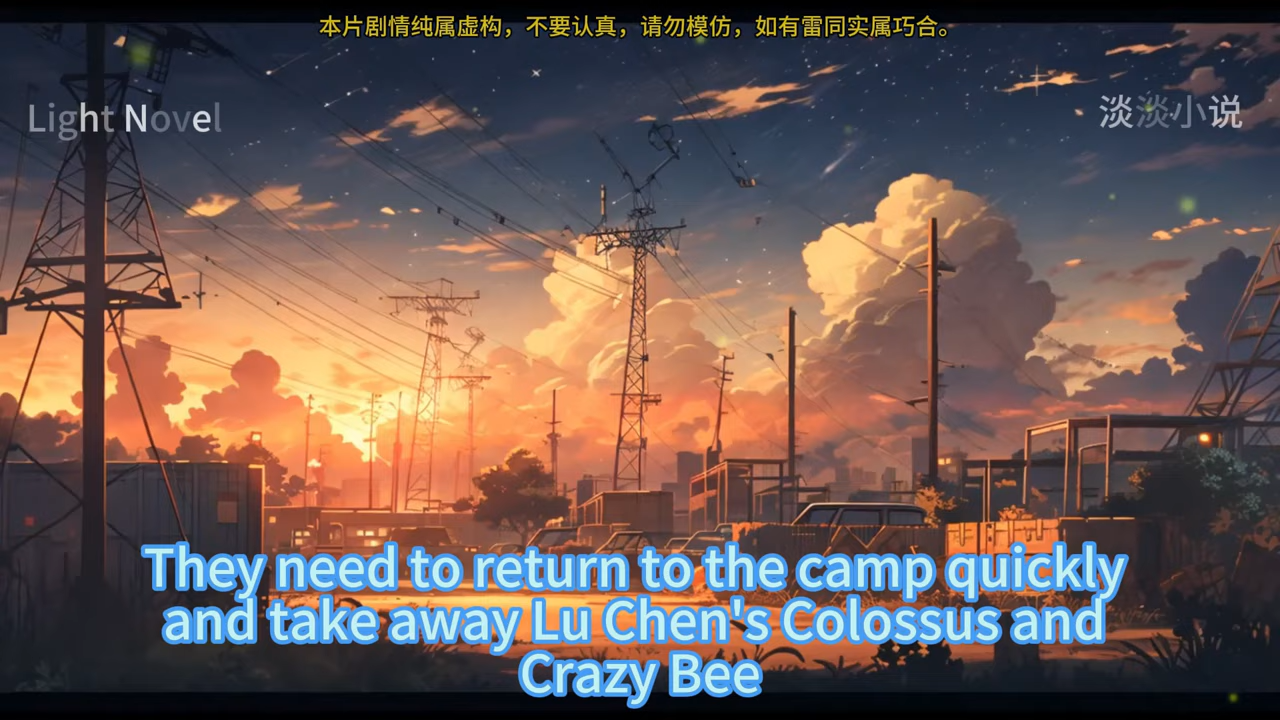 本片剧情纯属虚构，不要认真，请勿模仿，如有雷同实属巧合。
Light Novel
淡淡小说
They need to return to the camp quickly
and take away Lu Chen's Colossus and
Crazy Bee